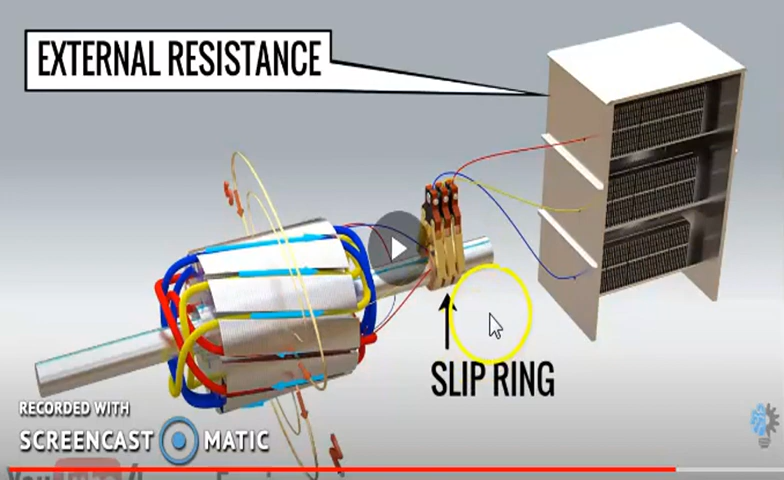 EXTERNAL RESISTANCE
SLIP RING
RECORDED WITH
SCREENCAST MATIC